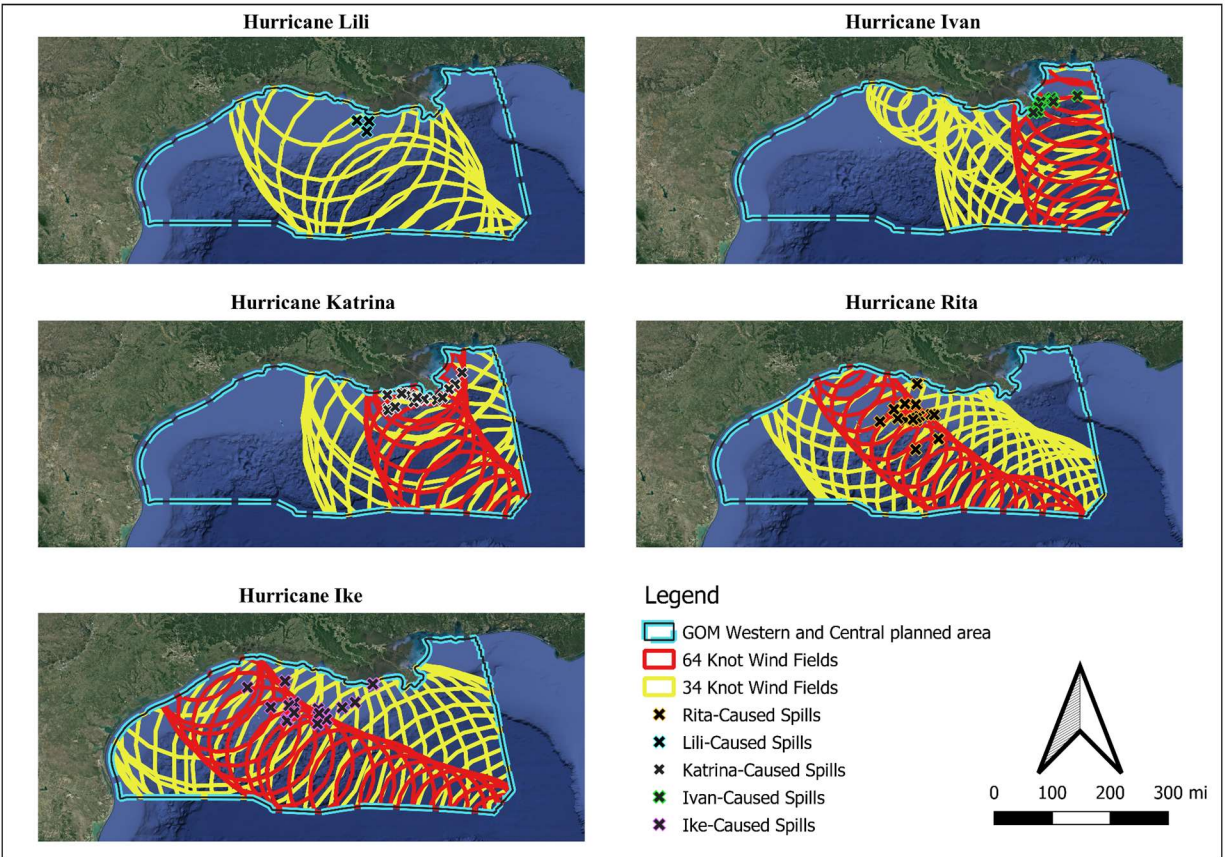 Hurricane Lili
Hurricane Ivan
Hurricane Katrina
Hurricane Rita
Hurricane Ike
Legend
GOM Western and Central planned area
64 Knot Wind Fields
34 Knot Wind Fields
Rita-Caused Spills
Lili-Caused Spills
Katrina-Caused Spills
Ivan-Caused Spills
Ike-Caused Spills
0 100 200 300 mi